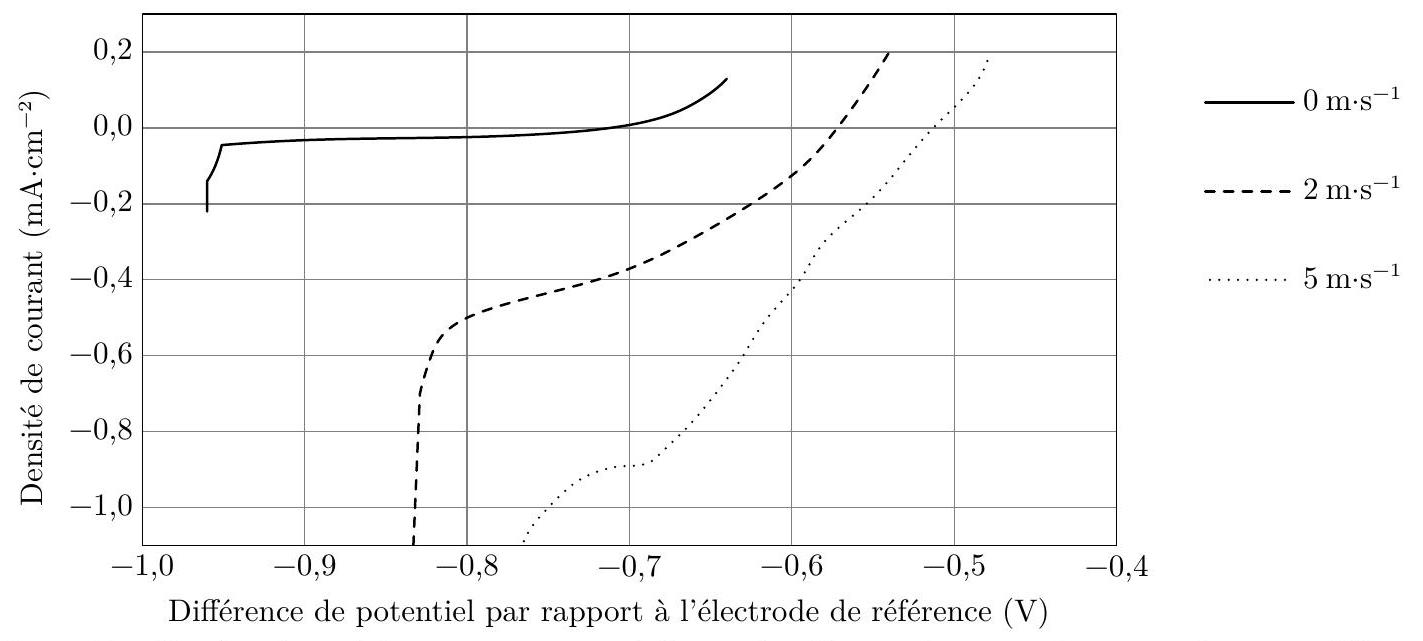 0,2
0,0
−0,2
−0,4
−0,6
−0,8
−1,0
Densité de courant (mA·cm⁻²)
−1,0 −0,9 −0,8 −0,7 −0,6 −0,5 −0,4
Différence de potentiel par rapport à l'électrode de référence (V)
0 m·s⁻¹
2 m·s⁻¹
5 m·s⁻¹